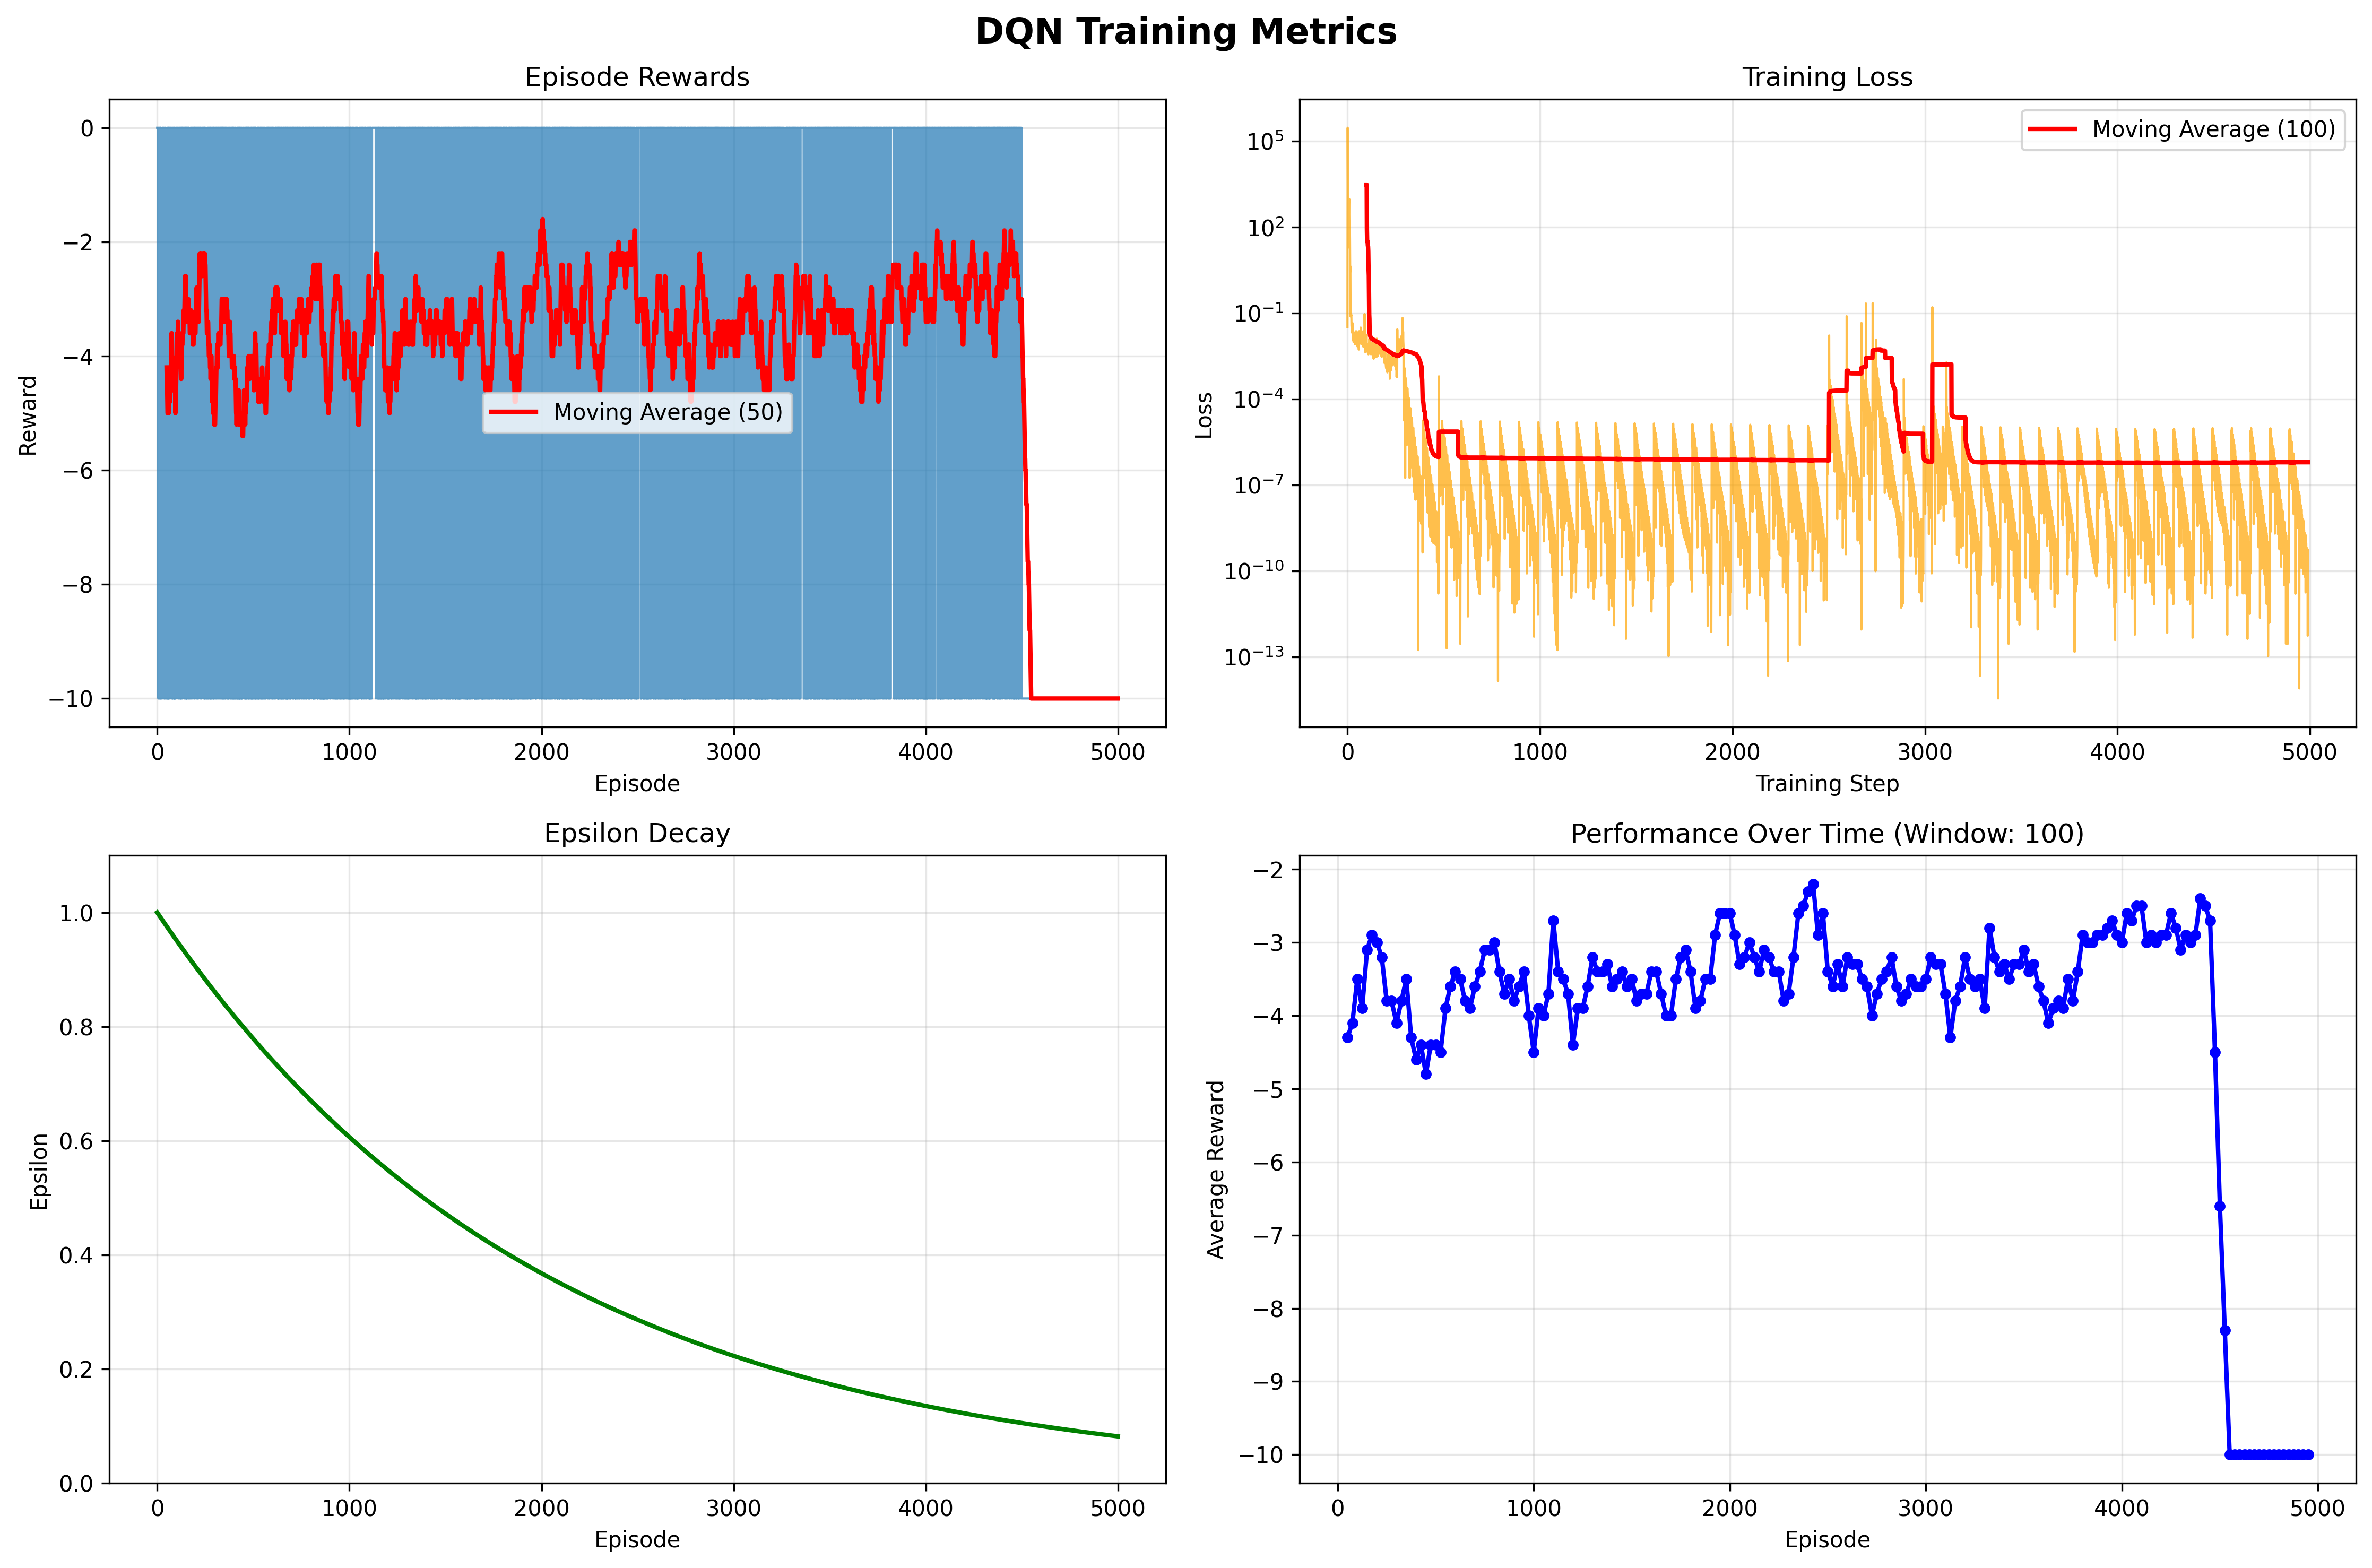 DQN Training Metrics
Episode Rewards
0
−2
−4
−6
−8
−10
Reward
Moving Average (50)
0 1000 2000 3000 4000 5000
Episode
Training Loss
10⁵
10²
10⁻¹
10⁻⁴
10⁻⁷
10⁻¹⁰
10⁻¹³
Loss
Moving Average (100)
0 1000 2000 3000 4000 5000
Training Step
Epsilon Decay
1.0
0.8
0.6
0.4
0.2
0.0
Epsilon
0 1000 2000 3000 4000 5000
Episode
Performance Over Time (Window: 100)
−2
−3
−4
−5
−6
−7
−8
−9
−10
Average Reward
0 1000 2000 3000 4000 5000
Episode